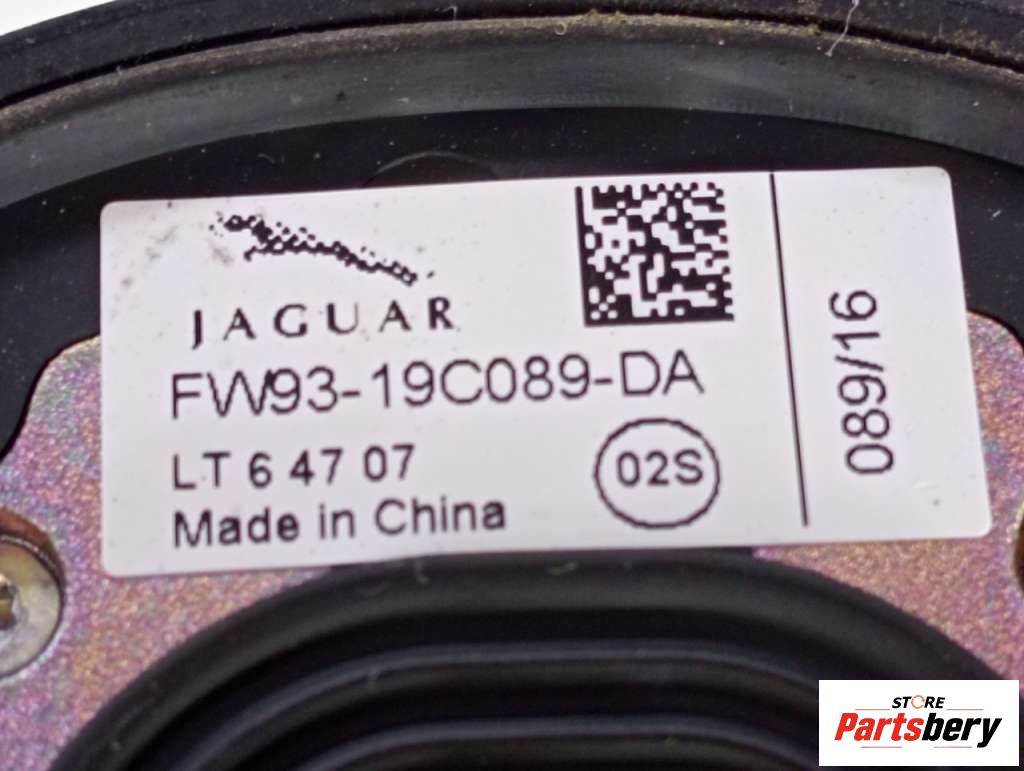 JAGUAR
FW93-19C089-DA
LT 6 47 07
02S
Made in China
089/16
STORE
Partsbery